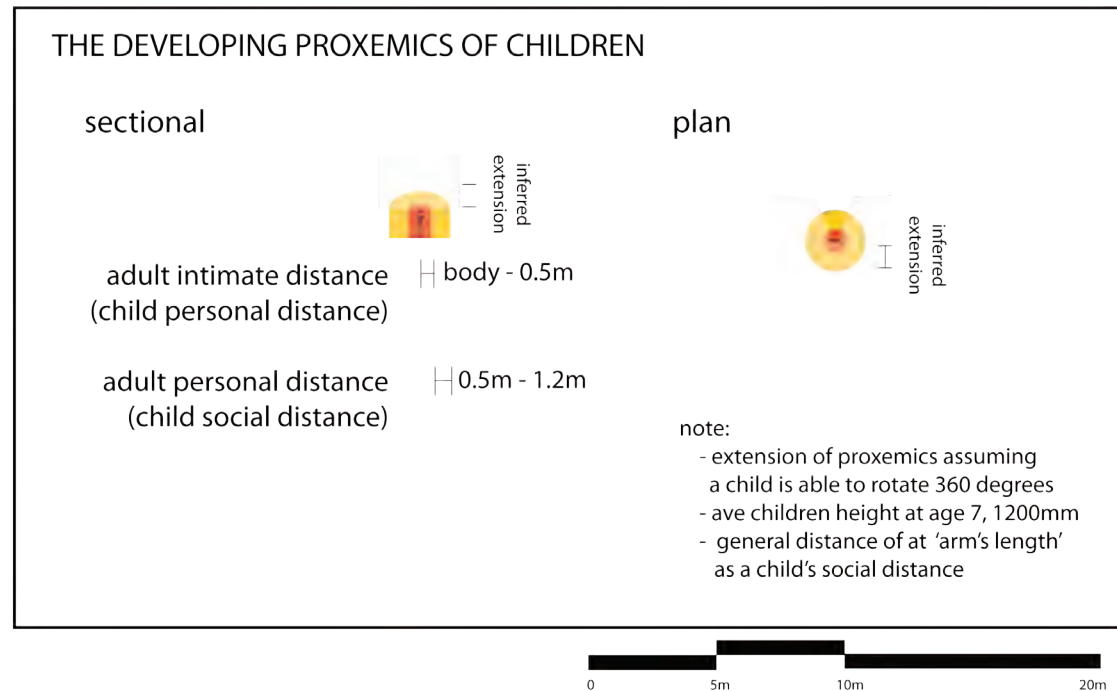 THE DEVELOPING PROXEMICS OF CHILDREN
sectional
inferred
extension
adult intimate distance
(child personal distance)
body - 0.5m
adult personal distance
(child social distance)
0.5m - 1.2m
plan
inferred
extension
note:
- extension of proxemics assuming
a child is able to rotate 360 degrees
- ave children height at age 7, 1200mm
- general distance of at 'arm's length'
as a child's social distance
0 5m 10m 20m